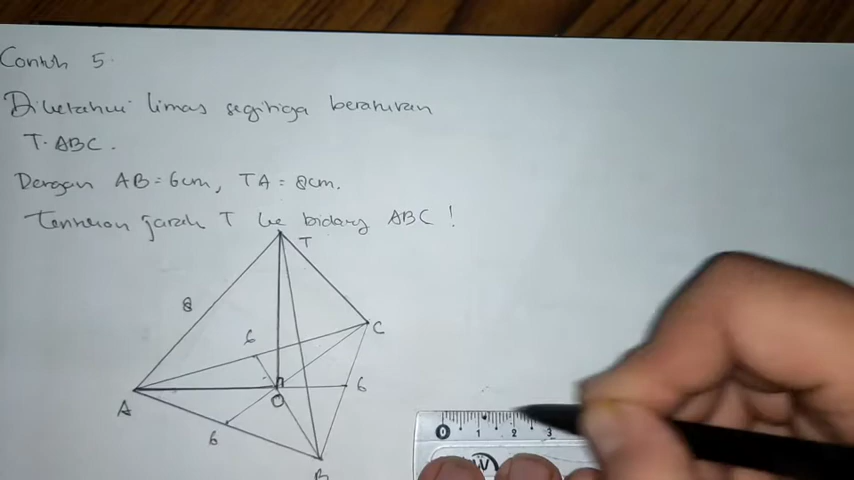 Contoh 5.
Diketahui limas segitiga beraturan
T. ABC.
Dengan AB = 6cm, TA = 8cm.
Tentukan jarak T ke bidang ABC!
T
8
6
C
A
O
6
6
B
0 1 2 3